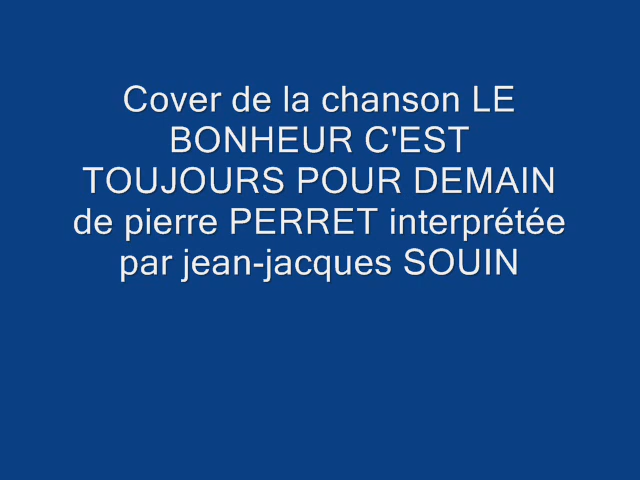 Cover de la chanson LE
BONHEUR C'EST
TOUJOURS POUR DEMAIN
de pierre PERRET interprétée
par jean-jacques SOUIN